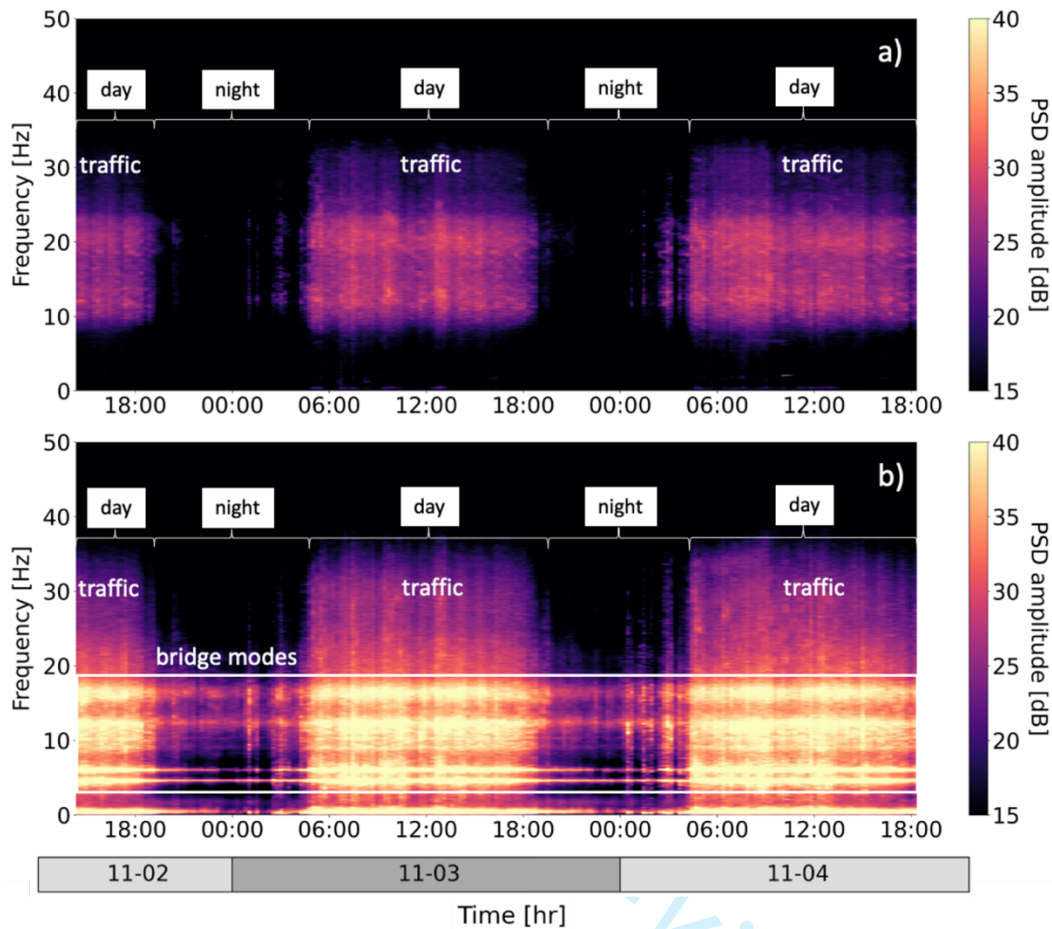 50
40
30
20
10
0
Frequency [Hz]
a)
day night day night day
traffic traffic traffic
18:00 00:00 06:00 12:00 18:00 00:00 06:00 12:00 18:00
40
35
30
25
20
15
PSD amplitude [dB]
50
40
30
20
10
0
Frequency [Hz]
b)
day night day night day
traffic traffic traffic
bridge modes
18:00 00:00 06:00 12:00 18:00 00:00 06:00 12:00 18:00
40
35
30
25
20
15
PSD amplitude [dB]
11-02 11-03 11-04
Time [hr]